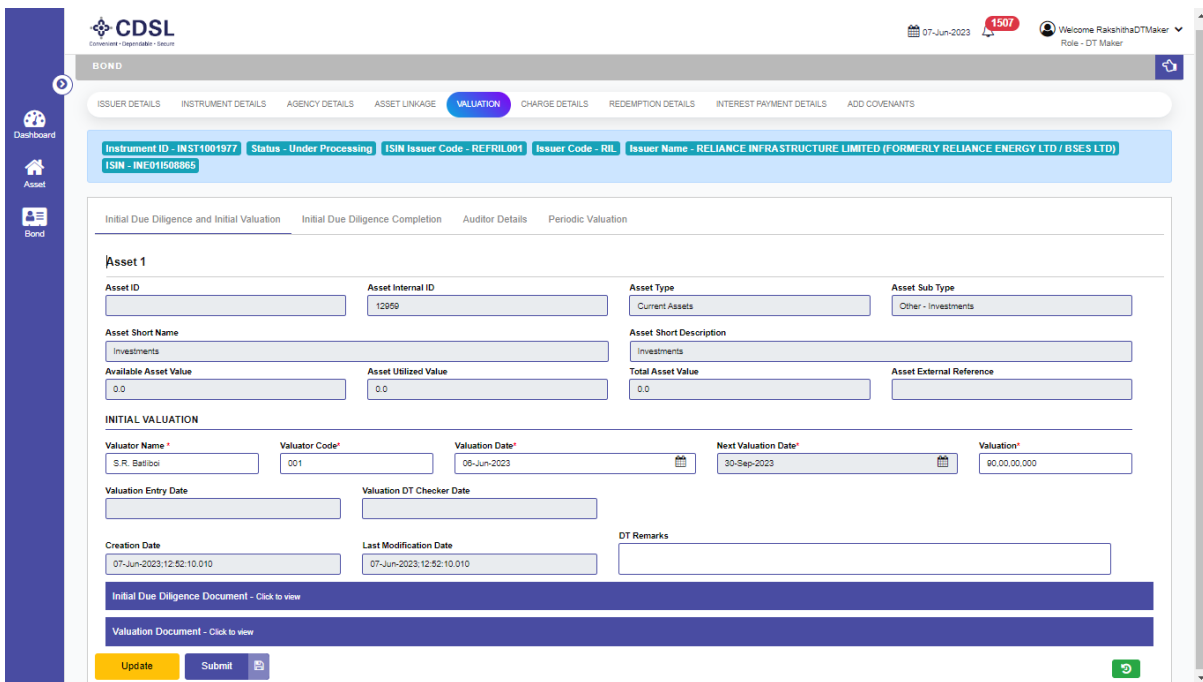 CDSL
Convenient • Dependable • Secure
07-Jun-2023 1507 Welcome RakshithaDTMaker
Role - DT Maker
BOND
ISSUER DETAILS INSTRUMENT DETAILS AGENCY DETAILS ASSET LINKAGE VALUATION CHARGE DETAILS REDEMPTION DETAILS INTEREST PAYMENT DETAILS ADD COVENANTS
Dashboard
Asset
Bond
Instrument ID - INST1001977 Status - Under Processing ISIN Issuer Code - REFRIL001 Issuer Code - RIL Issuer Name - RELIANCE INFRASTRUCTURE LIMITED (FORMERLY RELIANCE ENERGY LTD / BSES LTD)
ISIN - INE01I508865
Initial Due Diligence and Initial Valuation Initial Due Diligence Completion Auditor Details Periodic Valuation
Asset 1
Asset ID Asset Internal ID Asset Type Asset Sub Type
12959 Current Assets Other - Investments
Asset Short Name Asset Short Description
Investments Investments
Available Asset Value Asset Utilized Value Total Asset Value Asset External Reference
0.0 0.0 0.0
INITIAL VALUATION
Valuator Name * Valuator Code* Valuation Date* Next Valuation Date* Valuation*
S.R. Batliboi 001 06-Jun-2023 30-Sep-2023 90,00,00,000
Valuation Entry Date Valuation DT Checker Date
DT Remarks
Creation Date Last Modification Date
07-Jun-2023;12:52:10.010 07-Jun-2023;12:52:10.010
Initial Due Diligence Document - Click to view
Valuation Document - Click to view
Update Submit